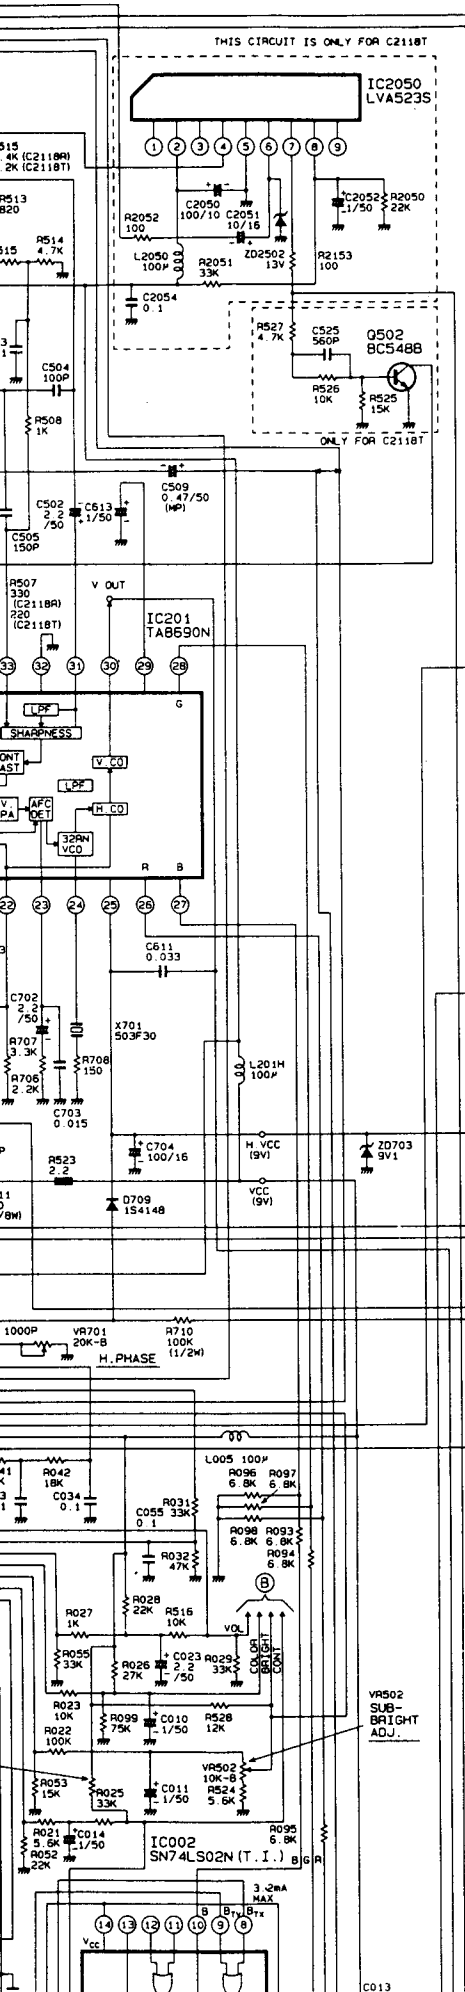 THIS CIRCUIT IS ONLY FOR C2118T
IC2050
LVA523S
1 2 3 4 5 6 7 8 9
(C2118R)
(C2118T)
R513
820
R514
4.7K
C2050
100/10
C2051
10/16
C2052
1/50
R2050
22K
R2052
100
L2050
100μ
R2051
33K
ZD2502
13V
R2153
100
C2054
0.1
R527
4.7K
C525
560P
Q502
BC548B
R526
10K
R525
15K
ONLY FOR C2118T
C504
100P
R508
1K
C509
0.47/50
(MP)
C502
2.2
/50
C613
1/50
C505
150P
R507
330
(C2118R)
220
(C2118T)
V OUT
IC201
TA8690N
33 32 31 30 29 28
G
LPF
SHARPNESS
V.CO
LPF
AFC
DET
H.CO
VCO
R B
22 23 24 25 26 27
C611
0.033
C702
2.2
/50
R707
3.3K
R706
2.2K
X701
503F30
R708
150
C703
0.015
L201H
100μ
C704
100/16
H.VCC
(9V)
ZD703
9V1
R523
2.2
VCC
(9V)
D709
1S4148
1000P
VR701
20K-B
H.PHASE
R710
100K
(1/2W)
L005 100μ
R042
18K
C034
0.1
R031
33K
C055
0.1
R032
47K
R096
6.8K
R097
6.8K
R098
6.8K
R093
6.8K
R094
6.8K
B
R028
22K
R027
1K
R516
10K
VOL
COLOR
BRIGHT
CONT
R055
33K
R026
27K
C023
2.2
/50
R029
33K
R023
10K
R099
75K
C010
1/50
R528
12K
VR502
SUB-
BRIGHT
ADJ.
R022
100K
R053
15K
R025
33K
C011
1/50
VR502
10K-B
R524
5.6K
R021
5.6K
C014
1/50
R052
22K
R095
6.8K
IC002
SN74LS02N (T.I.)
B G R
3.2mA
MAX
B BTV BTX
14 13 12 11 10 9 8
VCC
C013